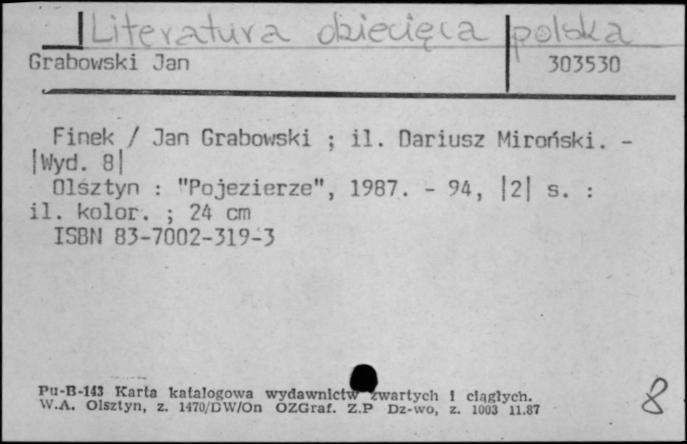 Literatura dziecięca polska
Grabowski Jan 303530
Finek / Jan Grabowski ; il. Dariusz Miroński. -
|Wyd. 8|
Olsztyn : "Pojezierze", 1987. - 94, |2| s. :
il. kolor. ; 24 cm
ISBN 83-7002-319-3
Pu-B-143 Karta katalogowa wydawnictw zwartych i ciągłych.
W.A. Olsztyn, z. 1470/DW/On OZGraf. Z.P Dz-wo, z. 1003 11.87
8